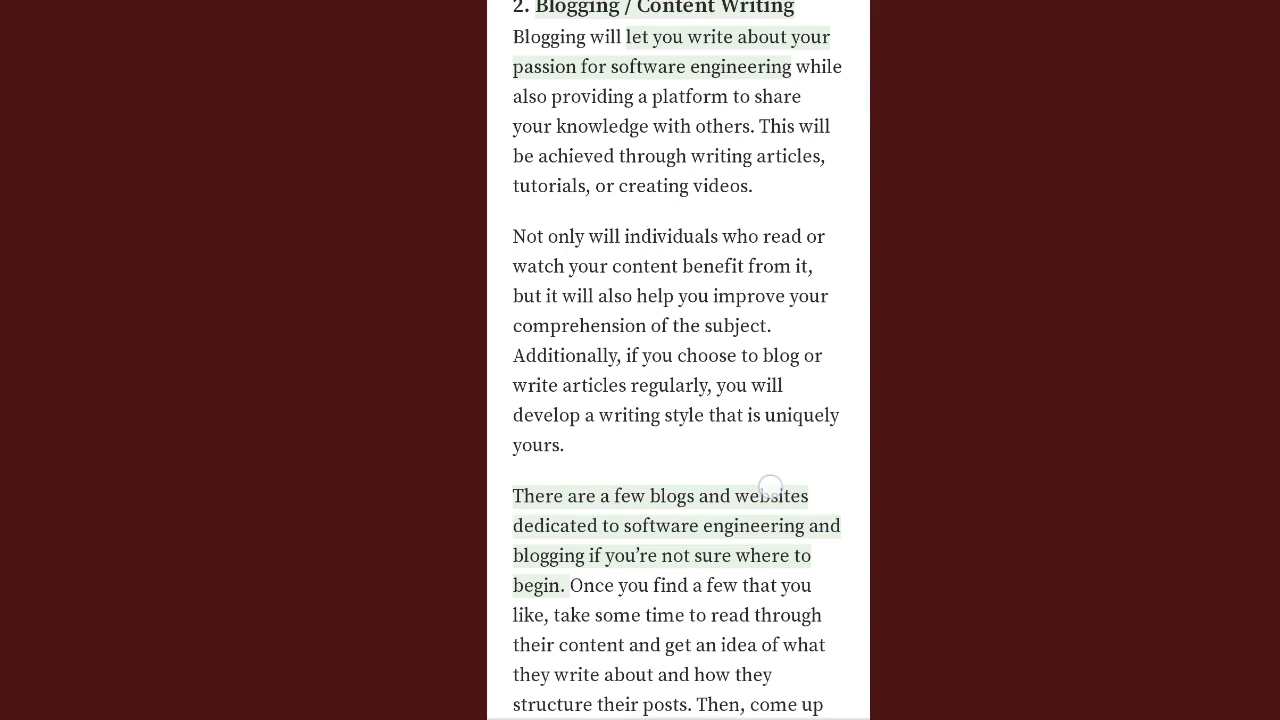 2. Blogging / Content Writing
Blogging will let you write about your
passion for software engineering while
also providing a platform to share
your knowledge with others. This will
be achieved through writing articles,
tutorials, or creating videos.
Not only will individuals who read or
watch your content benefit from it,
but it will also help you improve your
comprehension of the subject.
Additionally, if you choose to blog or
write articles regularly, you will
develop a writing style that is uniquely
yours.
There are a few blogs and websites
dedicated to software engineering and
blogging if you’re not sure where to
begin. Once you find a few that you
like, take some time to read through
their content and get an idea of what
they write about and how they
structure their posts. Then, come up